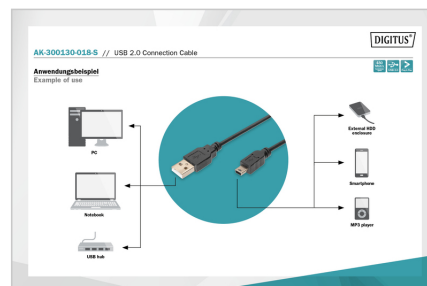 DIGITUS®
AK-300130-018-S // USB 2.0 Connection Cable
Anwendungsbeispiel
Example of use
PC
Notebook
USB hub
External HDD
enclosure
Smartphone
MP3 player